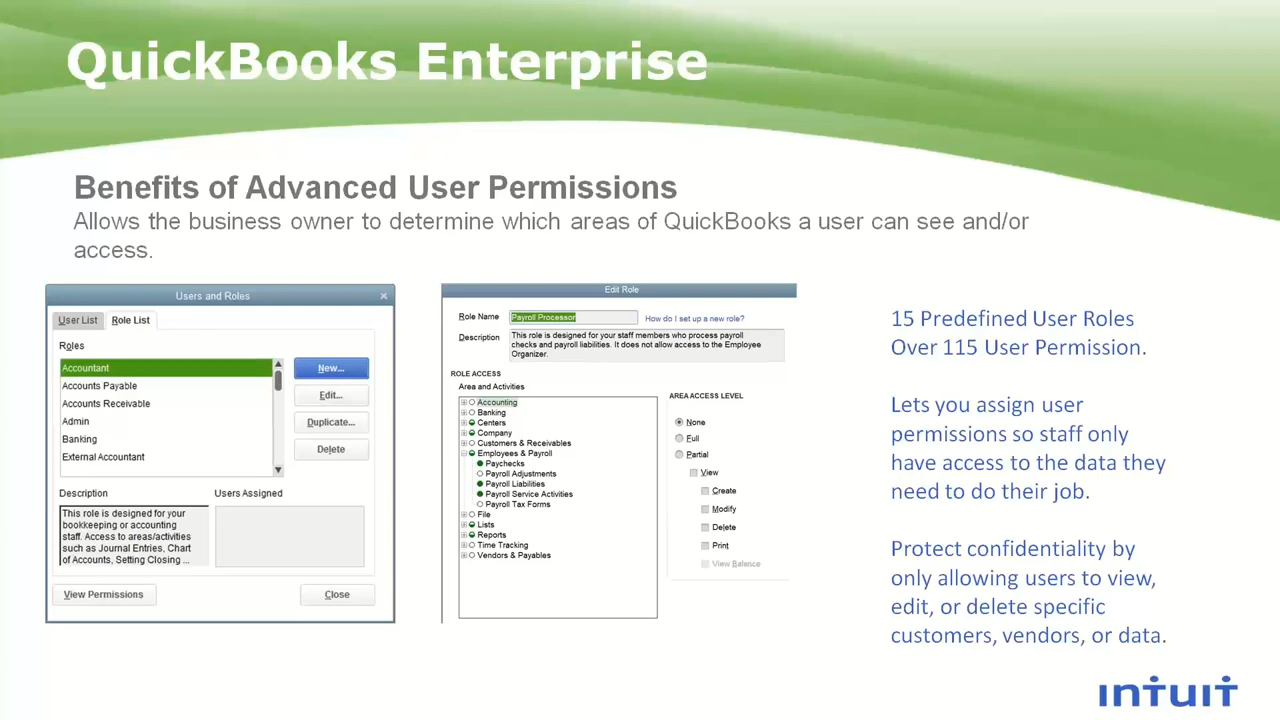 QuickBooks Enterprise
Benefits of Advanced User Permissions
Allows the business owner to determine which areas of QuickBooks a user can see and/or
access.
Users and Roles
User List
Role List
Roles
Accountant
Accounts Payable
Accounts Receivable
Admin
Banking
External Accountant
New...
Edit...
Duplicate...
Delete
Description
This role is designed for your
bookkeeping or accounting
staff. Access to areas/activities
such as Journal Entries, Chart
of Accounts, Setting Closing ...
Users Assigned
View Permissions
Close
Edit Role
Role Name
Payroll Processor
How do I set up a new role?
Description
This role is designed for your staff members who process payroll
checks and payroll liabilities. It does not allow access to the Employee
Organizer.
ROLE ACCESS
Area and Activities
Accounting
Banking
Centers
Company
Customers & Receivables
Employees & Payroll
Paychecks
Payroll Adjustments
Payroll Liabilities
Payroll Service Activities
Payroll Tax Forms
File
Lists
Reports
Time Tracking
Vendors & Payables
AREA ACCESS LEVEL
None
Full
Partial
View
Create
Modify
Delete
Print
View Balance
15 Predefined User Roles
Over 115 User Permission.
Lets you assign user
permissions so staff only
have access to the data they
need to do their job.
Protect confidentiality by
only allowing users to view,
edit, or delete specific
customers, vendors, or data.
intuit